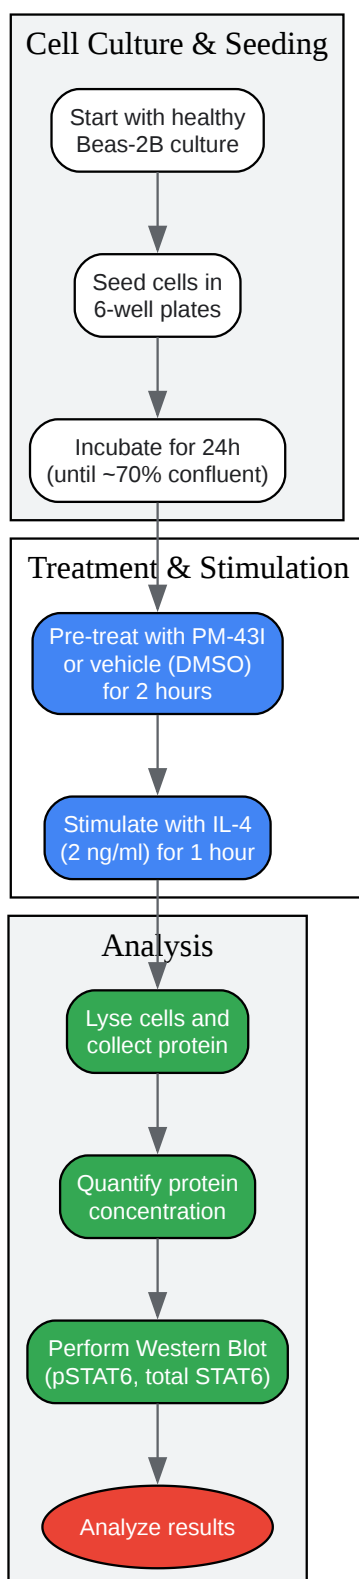 Cell Culture & Seeding
Start with healthy
Beas-2B culture
Seed cells in
6-well plates
Incubate for 24h
(until ~70% confluent)
Treatment & Stimulation
Pre-treat with PM-43I
or vehicle (DMSO)
for 2 hours
Stimulate with IL-4
(2 ng/ml) for 1 hour
Analysis
Lyse cells and
collect protein
Quantify protein
concentration
Perform Western Blot
(pSTAT6, total STAT6)
Analyze results